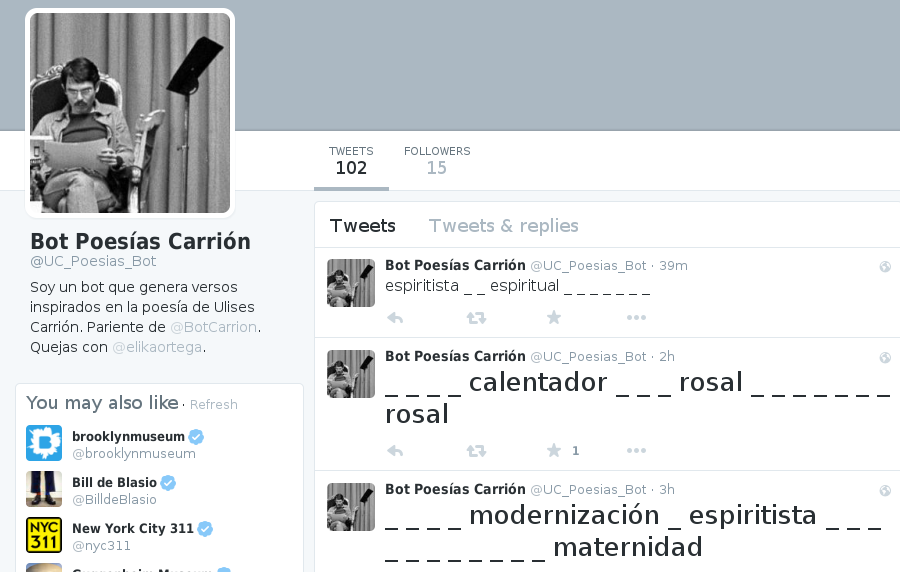 TWEETS
102
FOLLOWERS
15
Bot Poesías Carrión
@UC_Poesias_Bot
Soy un bot que genera versos
inspirados en la poesía de Ulises
Carrión. Pariente de @BotCarrion.
Quejas con @elikaortega.
You may also like · Refresh
brooklynmuseum
@brooklynmuseum
Bill de Blasio
@BilldeBlasio
NYC
311
New York City 311
@nyc311
Tweets Tweets & replies
Bot Poesías Carrión @UC_Poesias_Bot · 39m
espiritista _ _ espiritual _ _ _ _ _ _ _
Bot Poesías Carrión @UC_Poesias_Bot · 2h
_ _ _ _ calentador _ _ _ rosal _ _ _ _ _ _ _
rosal
1
Bot Poesías Carrión @UC_Poesias_Bot · 3h
_ _ _ _ modernización _ espiritista _ _ _
_ _ _ _ _ _ _ _ maternidad